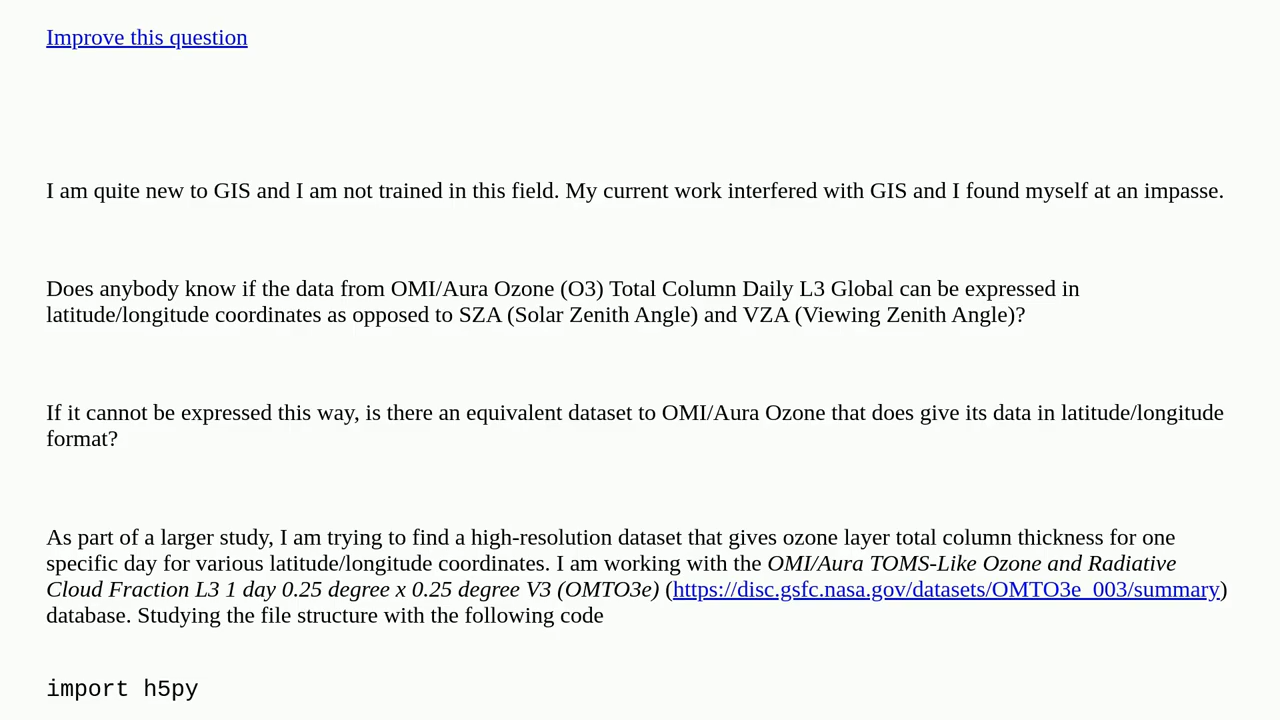 Improve this question
I am quite new to GIS and I am not trained in this field. My current work interfered with GIS and I found myself at an impasse.
Does anybody know if the data from OMI/Aura Ozone (O3) Total Column Daily L3 Global can be expressed in
latitude/longitude coordinates as opposed to SZA (Solar Zenith Angle) and VZA (Viewing Zenith Angle)?
If it cannot be expressed this way, is there an equivalent dataset to OMI/Aura Ozone that does give its data in latitude/longitude
format?
As part of a larger study, I am trying to find a high-resolution dataset that gives ozone layer total column thickness for one
specific day for various latitude/longitude coordinates. I am working with the OMI/Aura TOMS-Like Ozone and Radiative
Cloud Fraction L3 1 day 0.25 degree x 0.25 degree V3 (OMTO3e) (https://disc.gsfc.nasa.gov/datasets/OMTO3e_003/summary)
database. Studying the file structure with the following code
import h5py